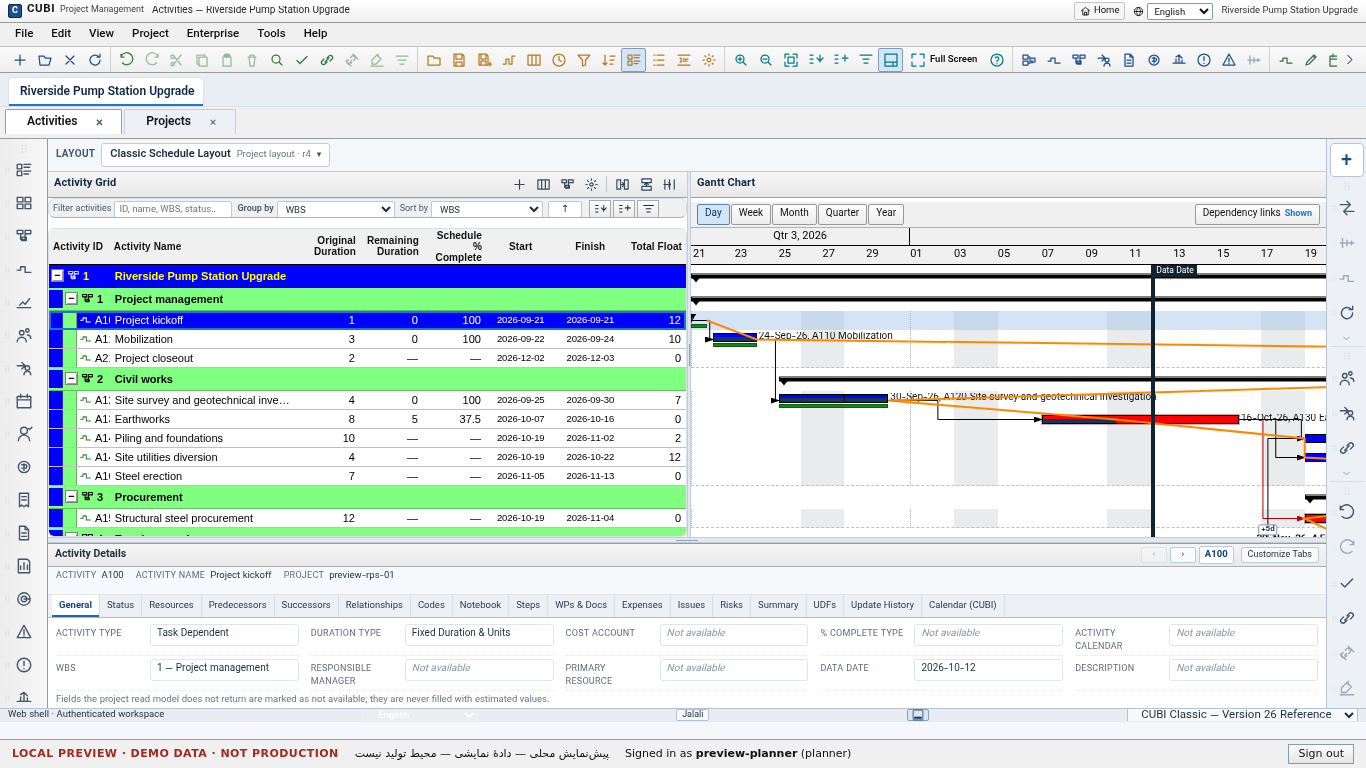 CUBI Project Management Activities — Riverside Pump Station Upgrade Home English Riverside Pump Station Upgrade
File Edit View Project Enterprise Tools Help
Full Screen
Riverside Pump Station Upgrade
Activities × Projects ×
LAYOUT Classic Schedule Layout Project layout · r4
Activity Grid
Filter activities ID, name, WBS, status.. Group by WBS Sort by WBS
Activity ID Activity Name Original Duration Remaining Duration Schedule % Complete Start Finish Total Float
1 Riverside Pump Station Upgrade
1 Project management
Project kickoff 1 0 100 2026-09-21 2026-09-21 12
Mobilization 3 0 100 2026-09-22 2026-09-24 10
Project closeout 2 — — 2026-12-02 2026-12-03 0
2 Civil works
Site survey and geotechnical inve… 4 0 100 2026-09-25 2026-09-30 7
Earthworks 8 5 37.5 2026-10-07 2026-10-16 0
Piling and foundations 10 — — 2026-10-19 2026-11-02 2
Site utilities diversion 4 — — 2026-10-19 2026-10-22 12
Steel erection 7 — — 2026-11-05 2026-11-13 0
3 Procurement
Structural steel procurement 12 — — 2026-10-19 2026-11-04 0
Gantt Chart
Day Week Month Quarter Year Dependency links Shown
Qtr 3, 2026
21 23 25 27 29 01 03 05 07 09 11 13 15 17 19
Data Date
24-Sep-26, A110 Mobilization
30-Sep-26, A120 Site survey and geotechnical investigation
16-Oct-26, A130
+5d
Activity Details ‹ › A100 Customize Tabs
ACTIVITY A100 ACTIVITY NAME Project kickoff PROJECT preview-rps-01
General Status Resources Predecessors Successors Relationships Codes Notebook Steps WPs & Docs Expenses Issues Risks Summary UDFs Update History Calendar (CUBI)
ACTIVITY TYPE Task Dependent DURATION TYPE Fixed Duration & Units COST ACCOUNT Not available % COMPLETE TYPE Not available ACTIVITY CALENDAR Not available
WBS 1 — Project management RESPONSIBLE MANAGER Not available PRIMARY RESOURCE Not available DATA DATE 2026-10-12 DESCRIPTION Not available
Fields the project read model does not return are marked as not available; they are never filled with estimated values.
Web shell · Authenticated workspace English Jalali CUBI Classic — Version 26 Reference
LOCAL PREVIEW · DEMO DATA · NOT PRODUCTION پیش‌نمایش محلی — دادهٔ نمایشی — محیط تولید نیست Signed in as preview-planner (planner) Sign out